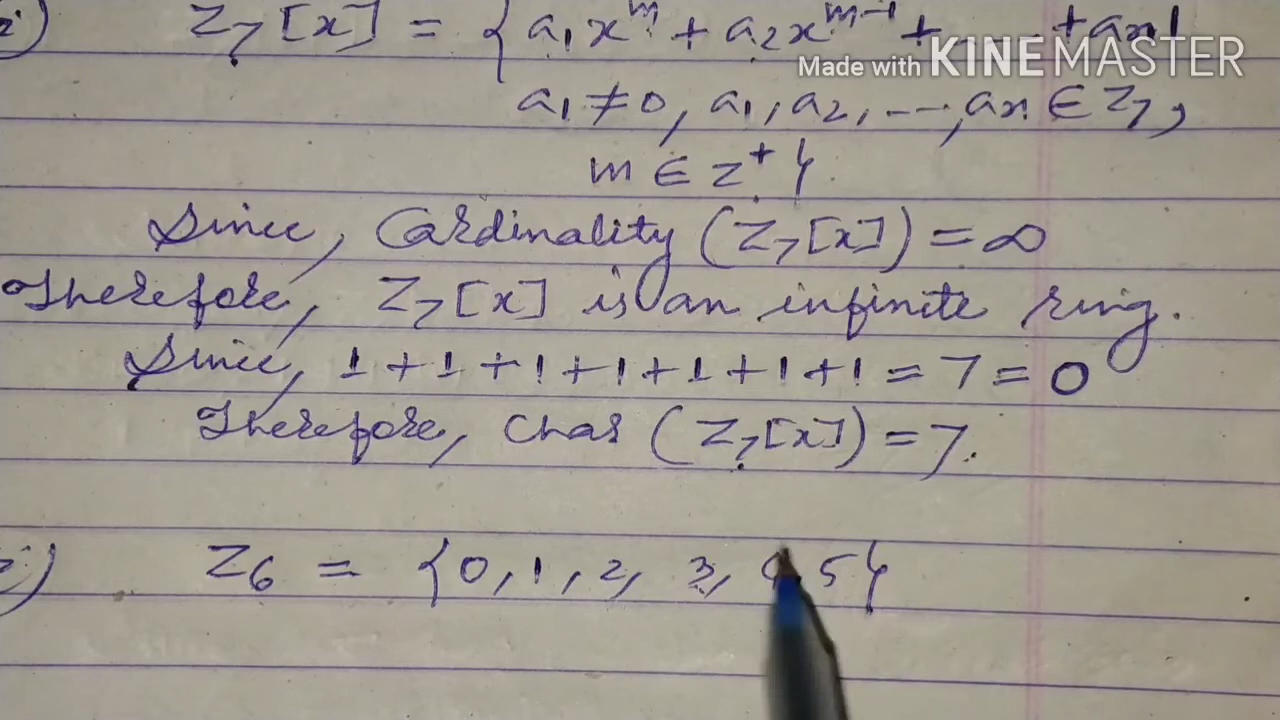 i) Z₇[x] = { a₁xᵐ + a₂xᵐ⁻¹ + ... + aₙ |
Made with KINEMASTER
a₁ ≠ 0, a₁, a₂, ..., aₙ ∈ Z₇,
m ∈ Z⁺ }
Since, Cardinality (Z₇[x]) = ∞
Therefore, Z₇[x] is an infinite ring.
Since, 1 + 1 + 1 + 1 + 1 + 1 + 1 = 7 = 0
Therefore, Char (Z₇[x]) = 7.
Z₆ = {0, 1, 2, 3, 4, 5}